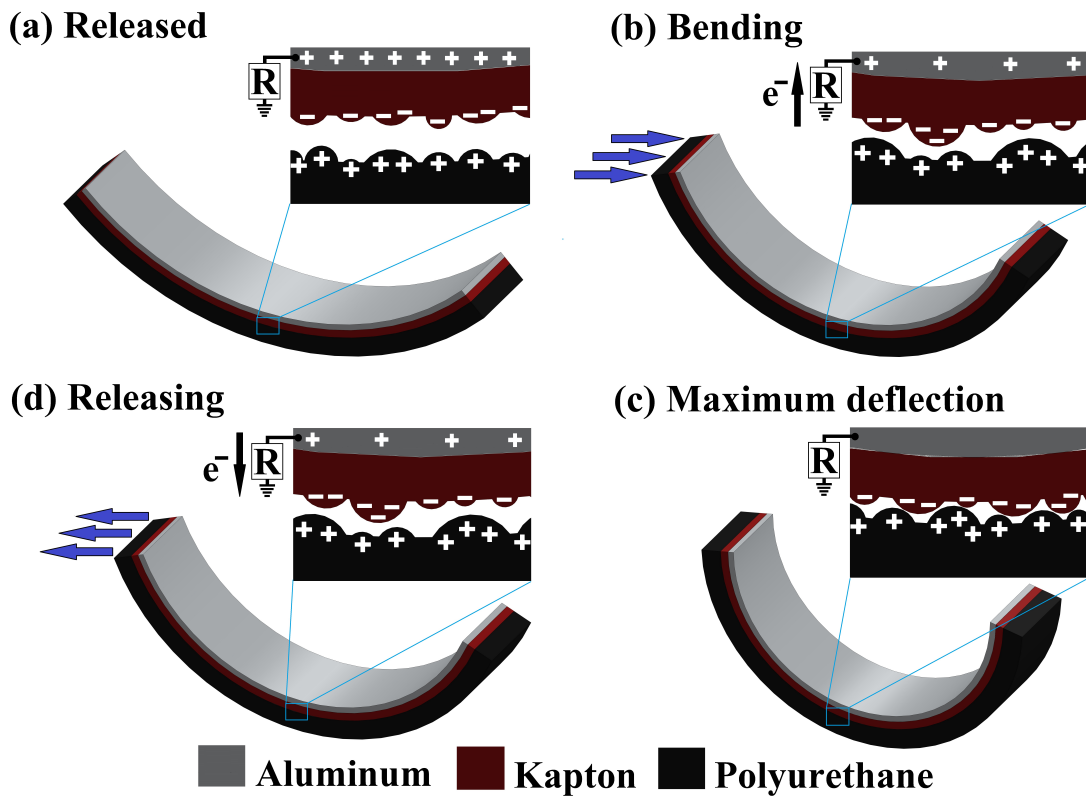 (a) Released
R
(b) Bending
e⁻
R
(d) Releasing
e⁻
R
(c) Maximum deflection
R
Aluminum
Kapton
Polyurethane